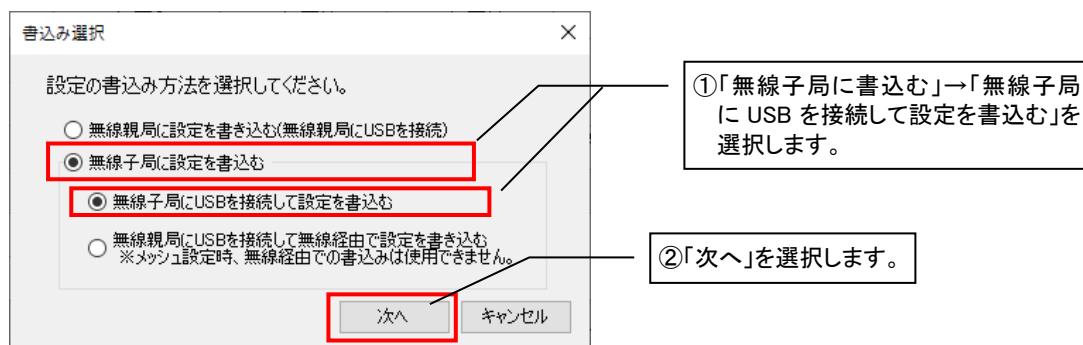 書込み選択
設定の書込み方法を選択してください。
無線親局に設定を書き込む(無線親局にUSBを接続)
無線子局に設定を書込む
無線子局にUSBを接続して設定を書込む
無線親局にUSBを接続して無線経由で設定を書き込む
※メッシュ設定時、無線経由での書込みは使用できません。
次へ
キャンセル
①「無線子局に書込む」→「無線子局
に USB を接続して設定を書込む」を
選択します。
②「次へ」を選択します。